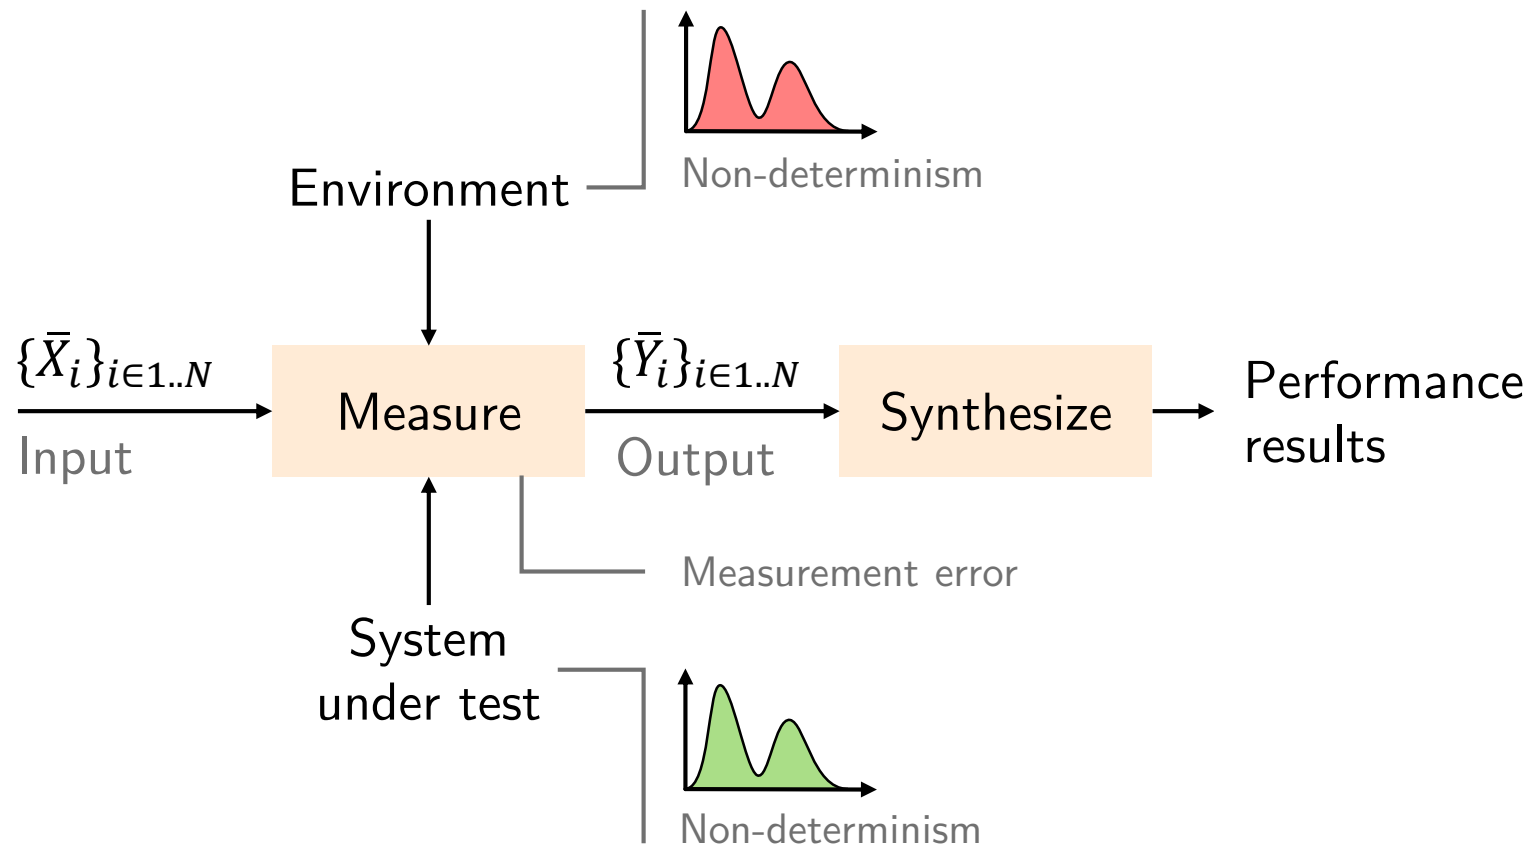 Non-determinism
Environment
{X̄ᵢ}ᵢ∈₁..N
Input
Measure
{Ȳᵢ}ᵢ∈₁..N
Output
Synthesize
Performance
results
Measurement error
System
under test
Non-determinism